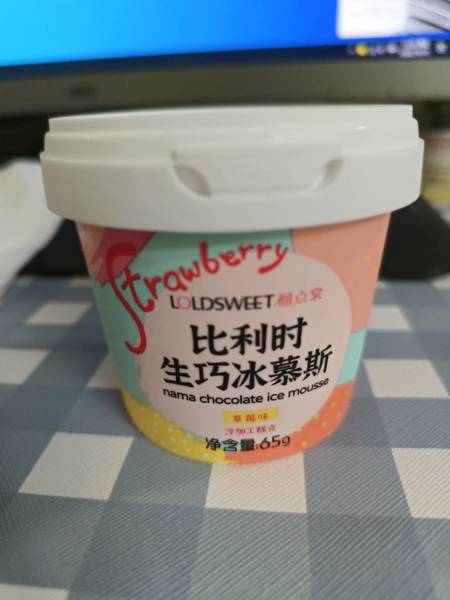 Strawberry
LOLDSWEET 榴点家
比利时
生巧冰慕斯
nama chocolate ice mousse
草莓味
冷加工糕点
净含量:65g